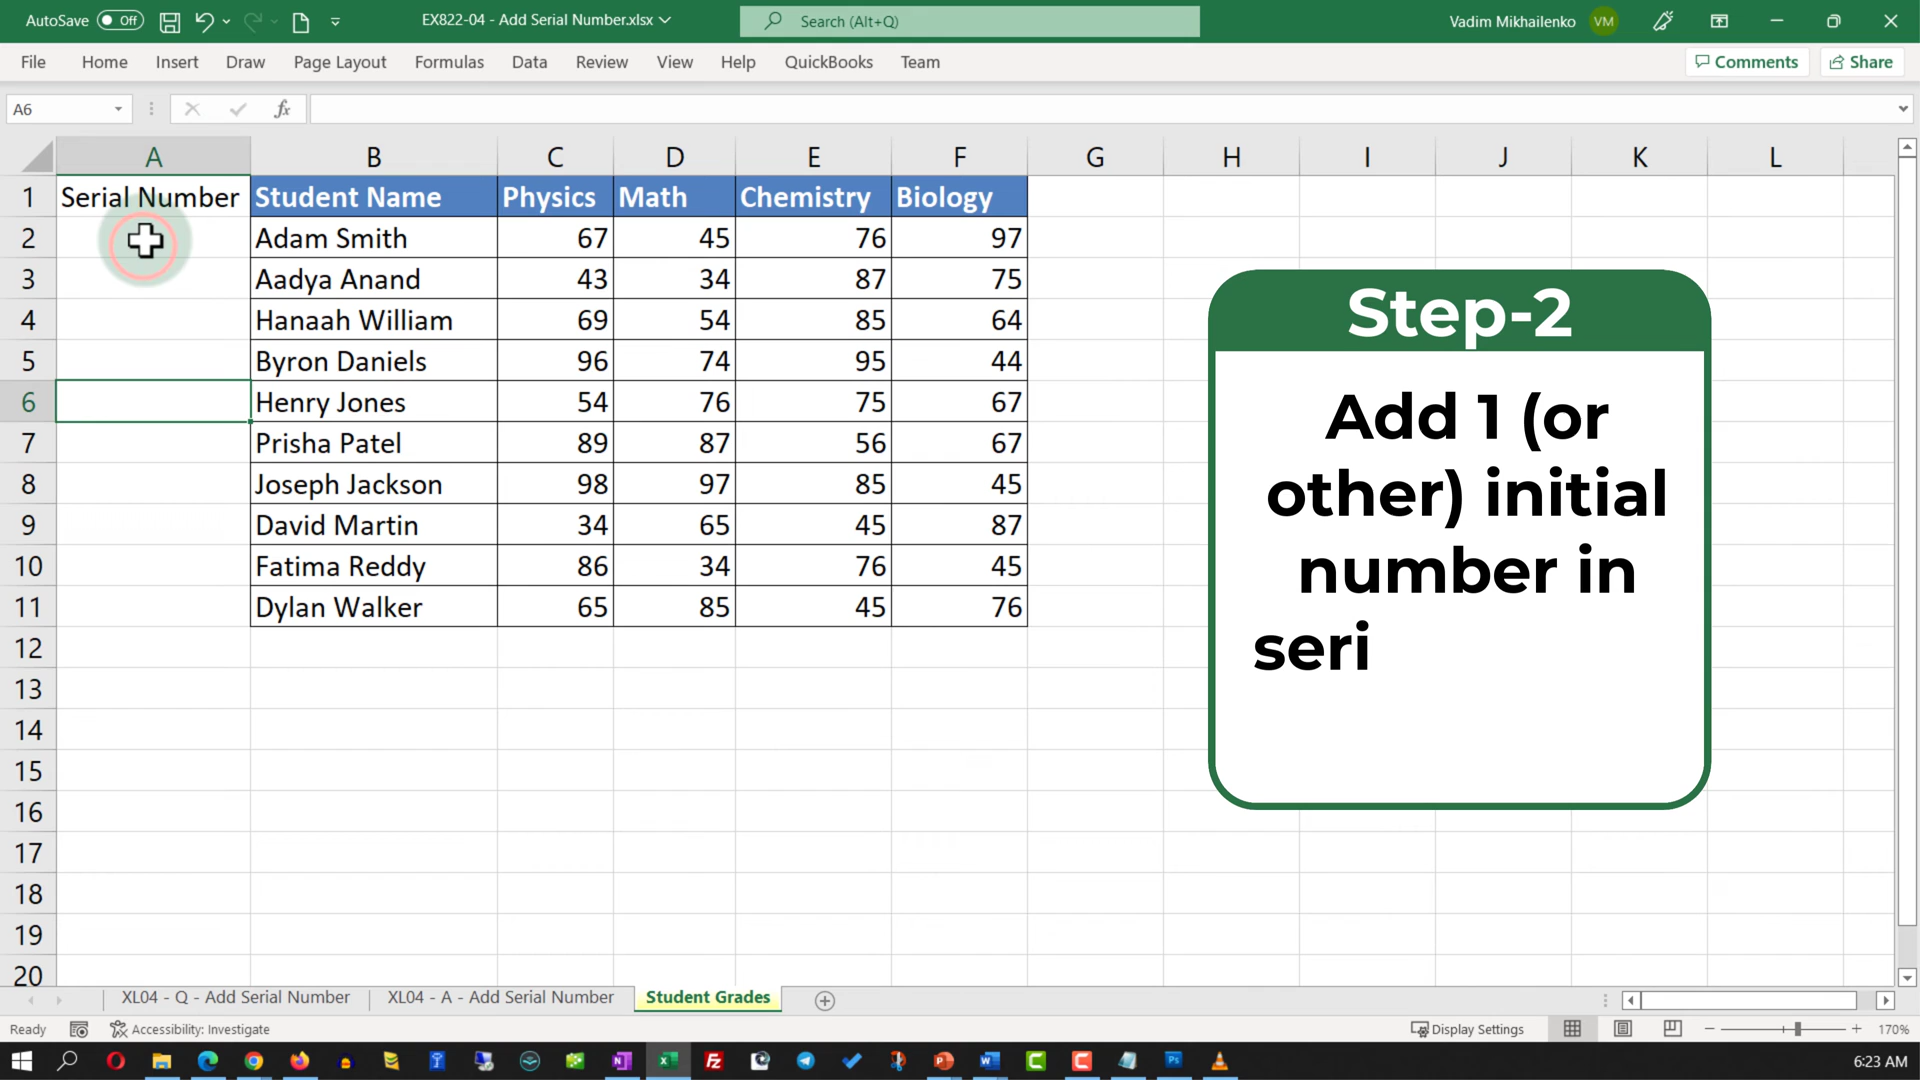 AutoSave Off EX822-04 - Add Serial Number.xlsx Search (Alt+Q) Vadim Mikhailenko VM
File Home Insert Draw Page Layout Formulas Data Review View Help QuickBooks Team Comments Share
A6 fx
A B C D E F G H I J K L
1 Serial Number Student Name Physics Math Chemistry Biology
2 Adam Smith 67 45 76 97
3 Aadya Anand 43 34 87 75
4 Hanaah William 69 54 85 64
5 Byron Daniels 96 74 95 44
6 Henry Jones 54 76 75 67
7 Prisha Patel 89 87 56 67
8 Joseph Jackson 98 97 85 45
9 David Martin 34 65 45 87
10 Fatima Reddy 86 34 76 45
11 Dylan Walker 65 85 45 76
12
13
14
15
16
17
18
19
20
Step-2
Add 1 (or
other) initial
number in
seri
XL04 - Q - Add Serial Number XL04 - A - Add Serial Number Student Grades
Ready Accessibility: Investigate Display Settings 170%
6:23 AM